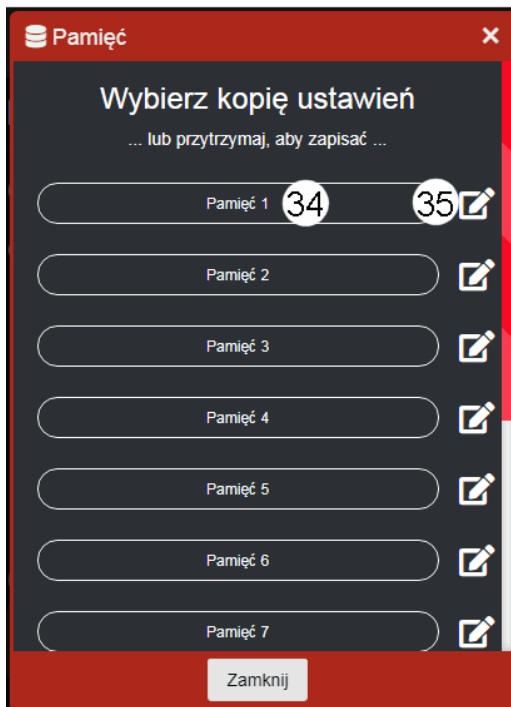 Pamięć
Wybierz kopię ustawień
... lub przytrzymaj, aby zapisać ...
Pamięć 1 34 35
Pamięć 2
Pamięć 3
Pamięć 4
Pamięć 5
Pamięć 6
Pamięć 7
Zamknij